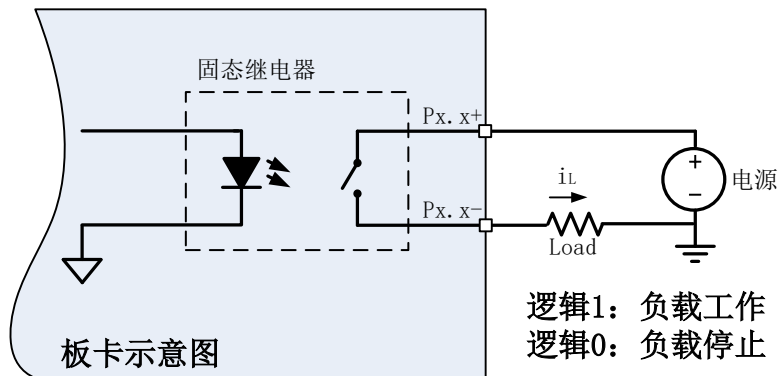 固态继电器
Px.x+
+
电源
−
iL
Px.x−
Load
逻辑1：负载工作
逻辑0：负载停止
板卡示意图